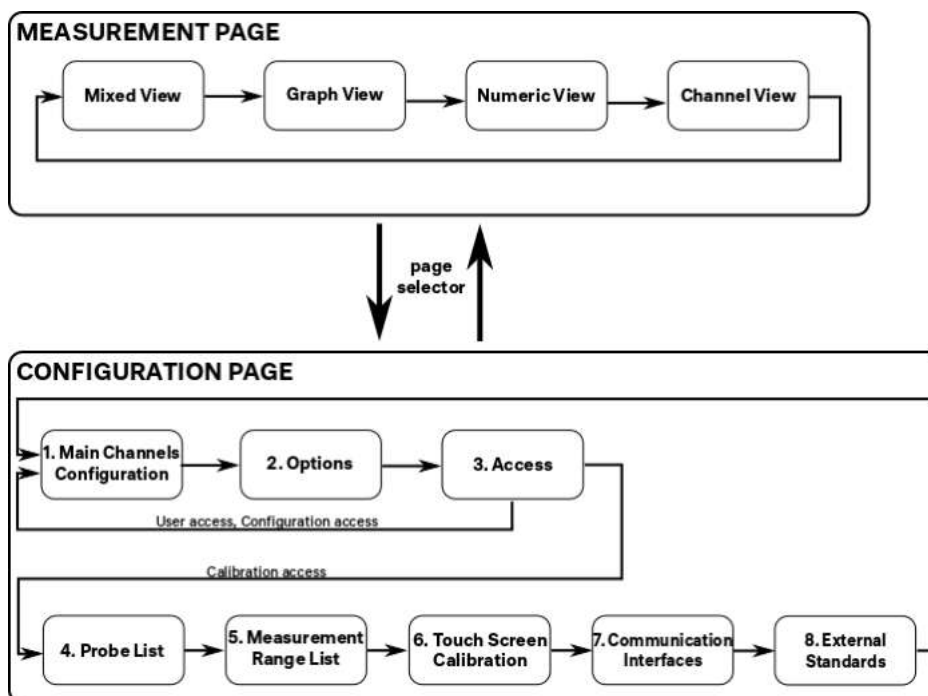 MEASUREMENT PAGE
Mixed View
Graph View
Numeric View
Channel View
page
selector
CONFIGURATION PAGE
1. Main Channels
Configuration
2. Options
3. Access
User access, Configuration access
Calibration access
4. Probe List
5. Measurement
Range List
6. Touch Screen
Calibration
7. Communication
Interfaces
8. External
Standards